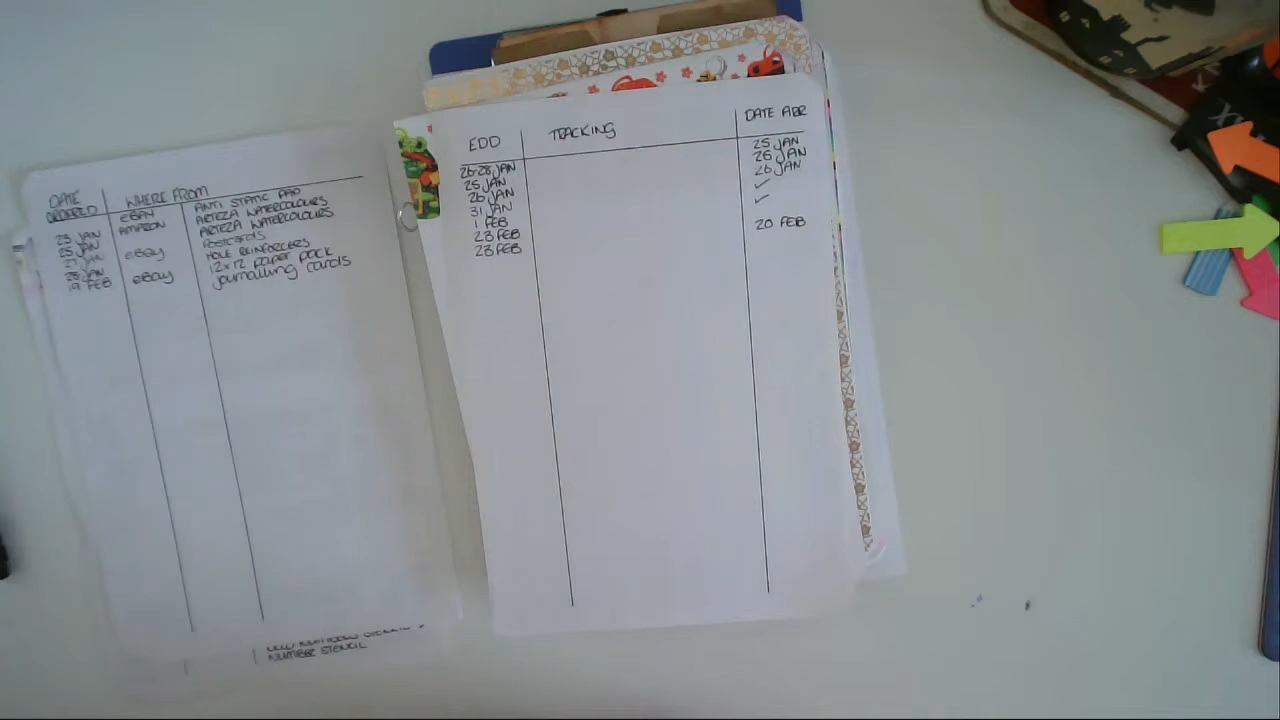 DATE ORDERED WHERE FROM
EBAY ANTI STATIC PAD
23 JAN AMAZON ARTEZA WATERCOLOURS
25 JAN ARTEZA WATERCOLOURS
27 JAN EBAY POSTCARDS
28 JAN HOLE REINFORCERS
19 FEB EBAY 12x12 PAPER PACK
JOURNALLING CARDS
NUMBER STENCIL
EDD TRACKING DATE ARR
26-28 JAN 25 JAN
25 JAN 26 JAN
26 JAN 26 JAN
31 JAN ✓
1 FEB ✓
28 FEB 20 FEB
28 FEB